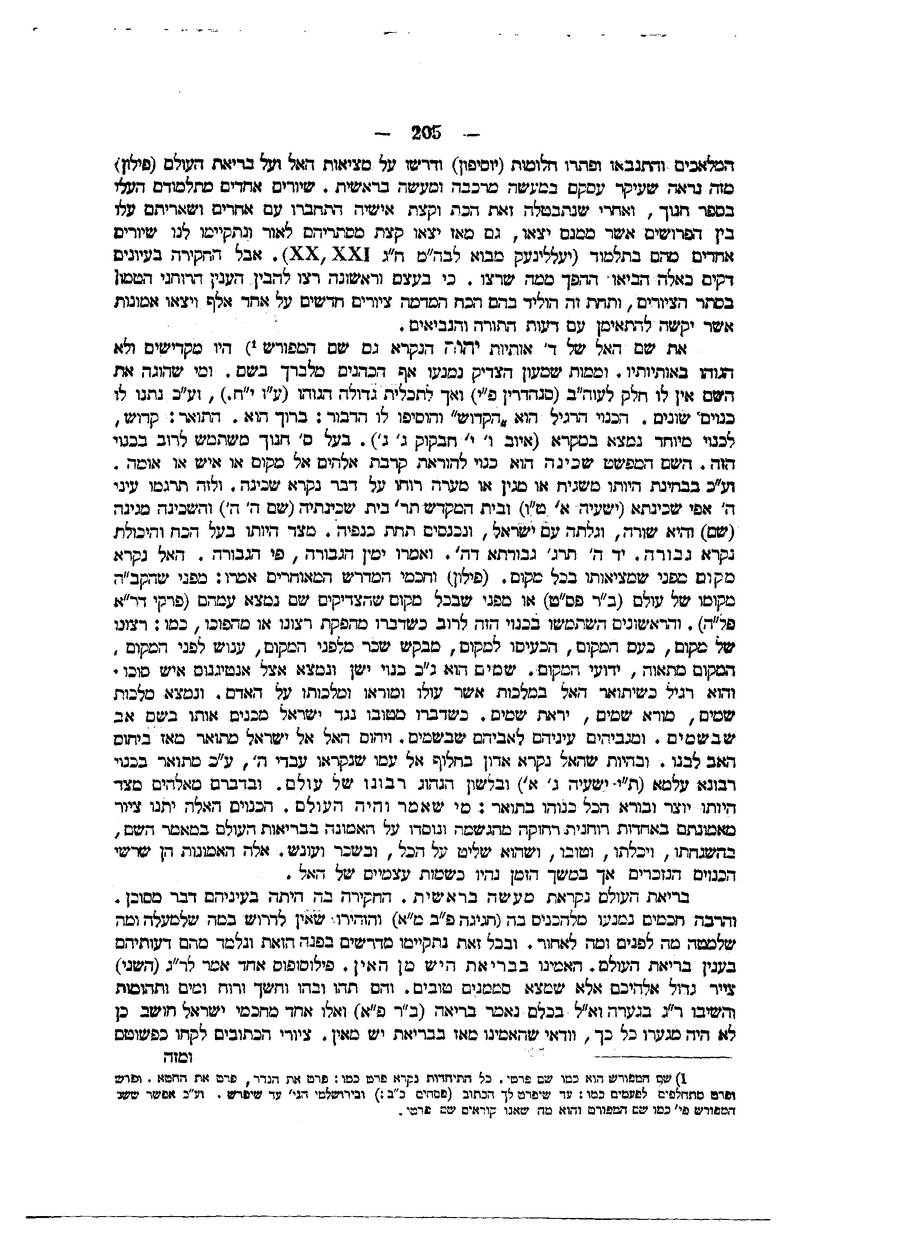 — 205 —
המלאכים והתנבאו ופתרו חלומות (יוסיפון) ודרשו על מציאות האל ועל בריאת העולם (פילון)
מזה נראה שעיקר עסקם במעשה מרכבה ומעשה בראשית . שיורים אחדים מתלמודם העלו
בספר חנוך , ואחרי שנתבטלה זאת הכת וקצת אישיה התחברו עם אחרים ושאריתם עלו
בין הפרושים אשר ממנם יצאו , גם מאז יצאו קצת מסתריהם לאור ונתקיימו לנו שיורים
אחדים מהם בתלמוד (יעללינעק מבוא לבה"מ ח"ג XX, XXI). אבל החקירה בעיונים
דקים כאלה הביאו ההפך ממה שרצו . כי בעצם וראשונה רצו להבין הענין הרוחני הטמון
בסתר הציורים , ותחת זה הוליד בהם הכח המדמה ציורים חדשים על אחד אלף ויצאו אמונות
אשר יקשה להתאימן עם דעות התורה והנביאים .
את שם האל של ד' אותיות יהוה הנקרא גם שם המפורש ¹) היו מקדישים ולא
הגוהו באותיותיו . וממות שמעון הצדיק נמנעו אף הכהנים מלברך בשם . ומי שהוגה את
השם אין לו חלק לעוה"ב (סנהדרין פ"י) ואך לתכלית גדולה הגוהו (ע"ז י"ח.), וע"כ נתנו לו
כנוים שונים . הכנוי הרגיל הוא „הקדוש" והוסיפו לו הדבור : ברוך הוא . התואר : קדוש ,
לכנוי מיוחד נמצא במקרא (איוב ו' י' חבקוק ג' ג'). בעל ס' חנוך משתמש לרוב בכנוי
הזה . השם המפשט שכינה הוא כנוי להוראת קרבת אלהים אל מקום או איש או אומה .
וע"כ בבחינת היותו משגיח או מגין או מערה רוחו על דבר נקרא שכינה . ולזה תרגמו עיני
ה' אפי שכינתא (ישעיה א' ט"ו) ובית המקדש תר' בית שכינתיה (שם ה' ה') והשכינה מגינה
(שם) והיא שורה , וגלתה עם ישראל , ונכנסים תחת כנפיה . מצד היותו בעל הכח והיכולת
נקרא גבורה . יד ה' תרג' גבורתא דה'. ואמרו ימין הגבורה , פי הגבורה . האל נקרא
מקום מפני שמציאותו בכל מקום . (פילון) וחכמי המדרש המאוחרים אמרו : מפני שהקב"ה
מקומו של עולם (ב"ר פס"ט) או מפני שבכל מקום שהצדיקים שם נמצא עמהם (פרקי דר"א
פל"ה). והראשונים השתמשו בכנוי הזה לרוב כשדברו מהפקת רצונו או מהפוכו , כמו : רצונו
של מקום , כעס המקום , הכעיסו למקום , מבקש שכר מלפני המקום , ענוש לפני המקום ,
המקום מתאוה , ידועי המקום . שמים הוא ג"כ כנוי ישן ונמצא אצל אנטיגנוס איש סוכו .
והוא רגיל כשיתואר האל במלכות אשר עולו ומוראו ומלכותו על האדם . ונמצא מלכות
שמים , מורא שמים , יראת שמים . כשדברו מטובו נגד ישראל מכנים אותו בשם אב
שבשמים . ומגביהים עיניהם לאביהם שבשמים . ויחום האל אל ישראל מתואר מאז ביחום
האב לבנו . ובהיות שהאל נקרא אדון בחלוף אל עמו שנקראו עבדי ה' , ע"כ מתואר בכנוי
רבונא עלמא (ת"י ישעיה ג' א') ובלשון הנהוג רבונו של עולם . ובדברם מאלהים מצד
היותו יוצר ובורא הכל כנוהו בתואר : מי שאמר והיה העולם . הכנוים האלה יתנו ציור
מאמונתם באחדות רוחנית רחוקה מהגשמה ונוסדו על האמונה בבריאות העולם במאמר השם ,
בהשגחתו , ויכלתו , וטובו , ושהוא שליט על הכל , ובשכר ועונש . אלה האמונות הן שרשי
הכנוים הנזכרים אך במשך הזמן נהיו כשמות עצמיים של האל .
בריאת העולם נקראת מעשה בראשית . החקירה בה היתה בעיניהם דבר מסוכן .
והרבה חכמים נמנעו מלהכנים בה (חגיגה פ"ב מ"א) והזהירו שאין לדרוש במה שלמעלה ומה
שלמטה מה לפנים ומה לאחור . ובכל זאת נתקיימו מדרשים בפנה הזאת ונלמד מהם דעותיהם
בענין בריאת העולם . האמינו בבריאת היש מן האין . פילוסופוס אחד אמר לר"ג (השני)
צייר גדול אלהיכם אלא שמצא סממנים טובים . והם תהו ובהו וחשך ורוח ומים ותהומות
והשיבו ר"ג בגערה וא"ל בכלם נאמר בריאה (ב"ר פ"א) ואלו אחד מחכמי ישראל חושב כן
לא היה מגערו כל כך , וודאי שהאמינו מאז בבריאת יש מאין . ציורי הכתובים לקחו כפשוטם
ומזה
1) שם המפורש הוא כמו שם פרטי . כל התיחדות נקרא פרט כמו : פרט את הנדר , פרט את החטא . ופרש
ופרט מתחלפים לפעמים כמו : עד שיפרט לך הכתוב (פסחים כ"ב :) ובירושלמי הגי' עד שיפרש . וע"כ אפשר ששם
המפורש פי' כמו שם המפורט והוא מה שאנו קוראים שם פרטי .